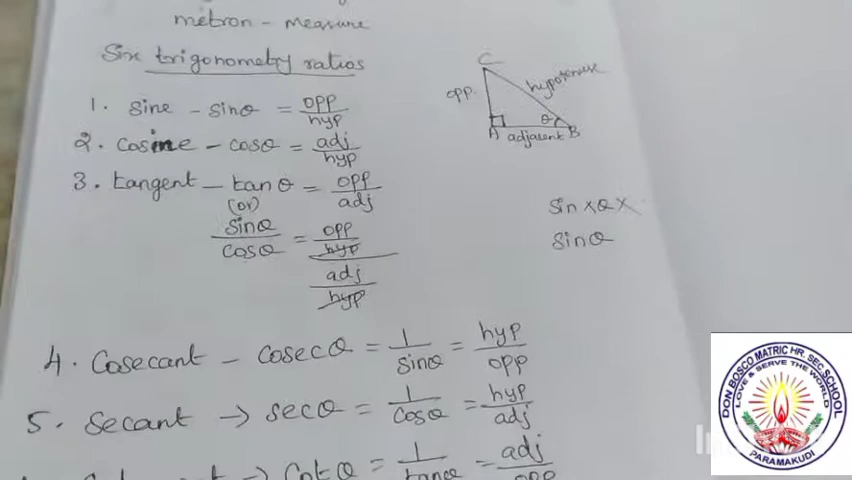 metron - measure
Six trigonometry ratios
1. sine - sinθ = opp/hyp
2. cosine - cosθ = adj/hyp
3. tangent - tanθ = opp/adj
(or)
sinθ/cosθ = opp/hyp / adj/hyp
4. Cosecant - cosecθ = 1/sinθ = hyp/opp
5. Secant → secθ = 1/cosθ = hyp/adj
→ Cotθ = 1/tanθ = adj/opp
C
opp.
hypotenuse
θ
A
B
adjacent
sin x θ x
sinθ
DON BOSCO MATRIC HR. SEC. SCHOOL
LOVE & SERVE THE WORLD
PARAMAKUDI